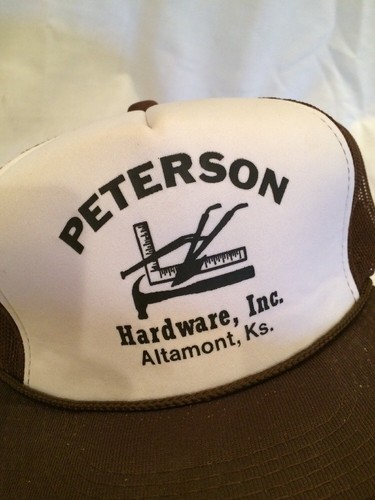 PETERSON
Hardware, Inc.
Altamont, Ks.